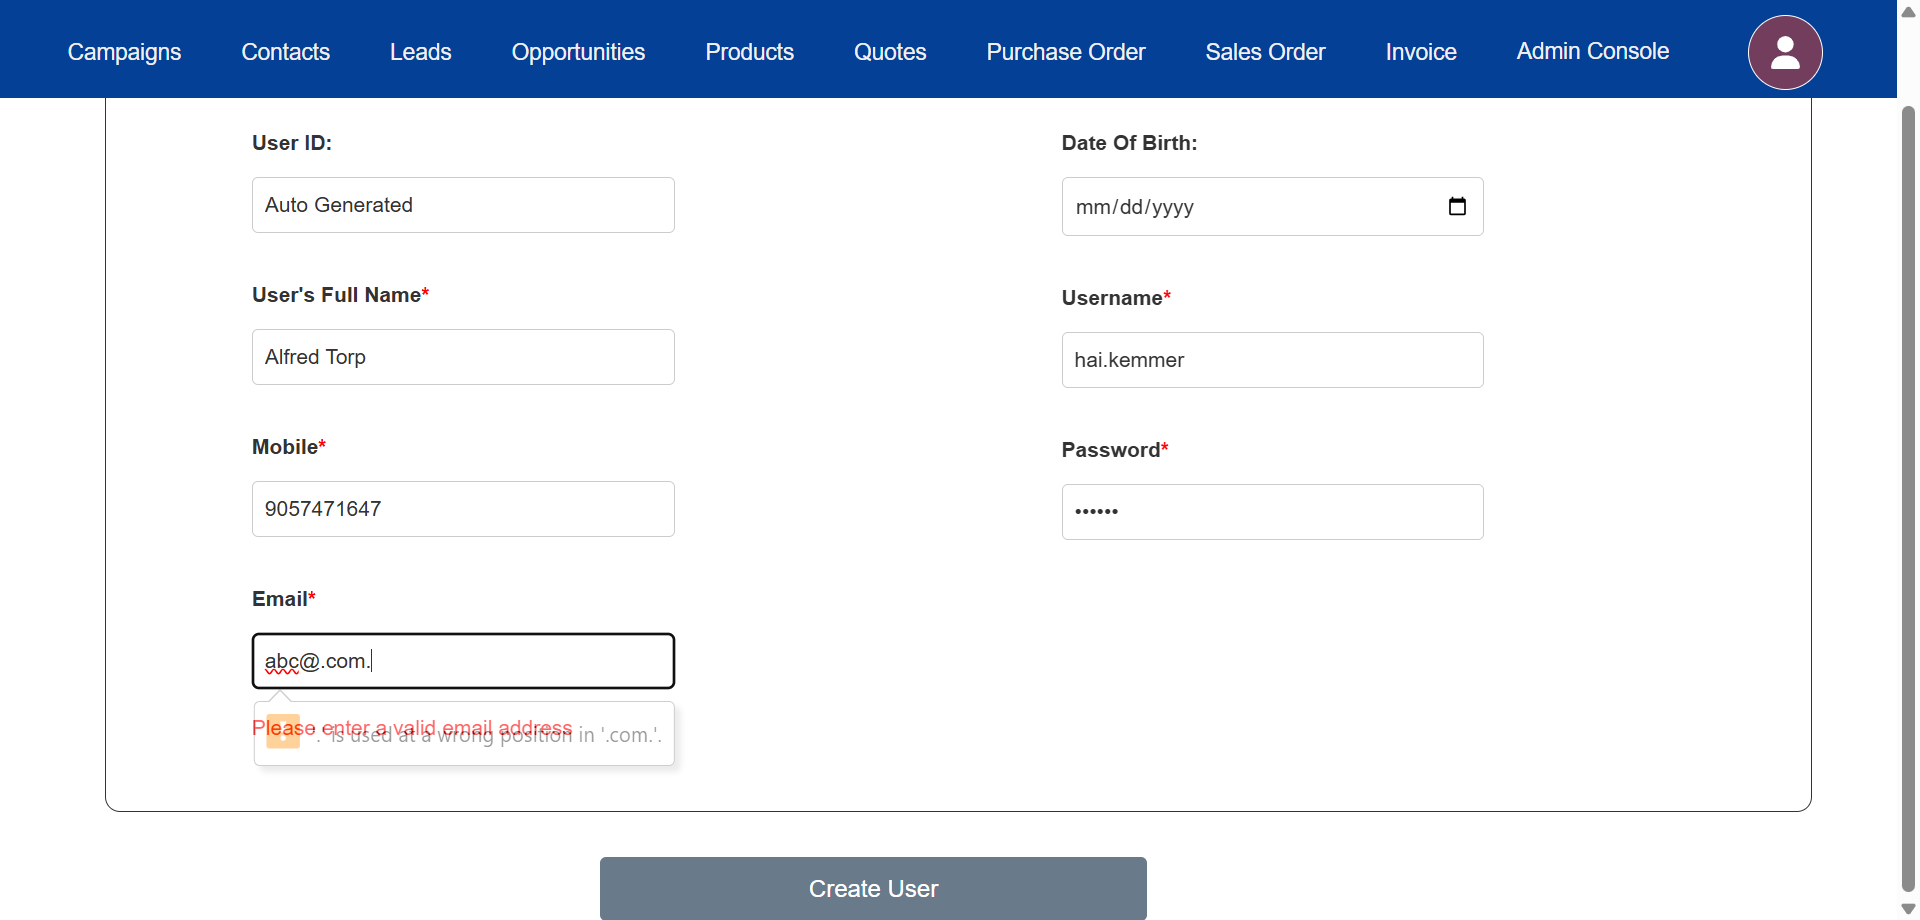 Campaigns Contacts Leads Opportunities Products Quotes Purchase Order Sales Order Invoice Admin Console
User ID:
Auto Generated
Date Of Birth:
mm/dd/yyyy
User's Full Name*
Alfred Torp
Username*
hai.kemmer
Mobile*
9057471647
Password*
••••••
Email*
abc@.com.
Please enter a valid email address
'.' is used at a wrong position in '.com.'.
Create User